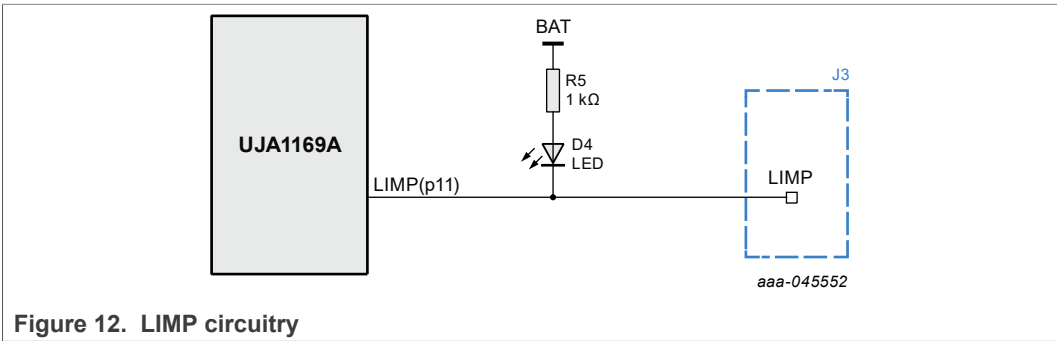 BAT
J3
R5
1 kΩ
UJA1169A
D4
LED
LIMP(p11)
LIMP
aaa-045552
Figure 12. LIMP circuitry